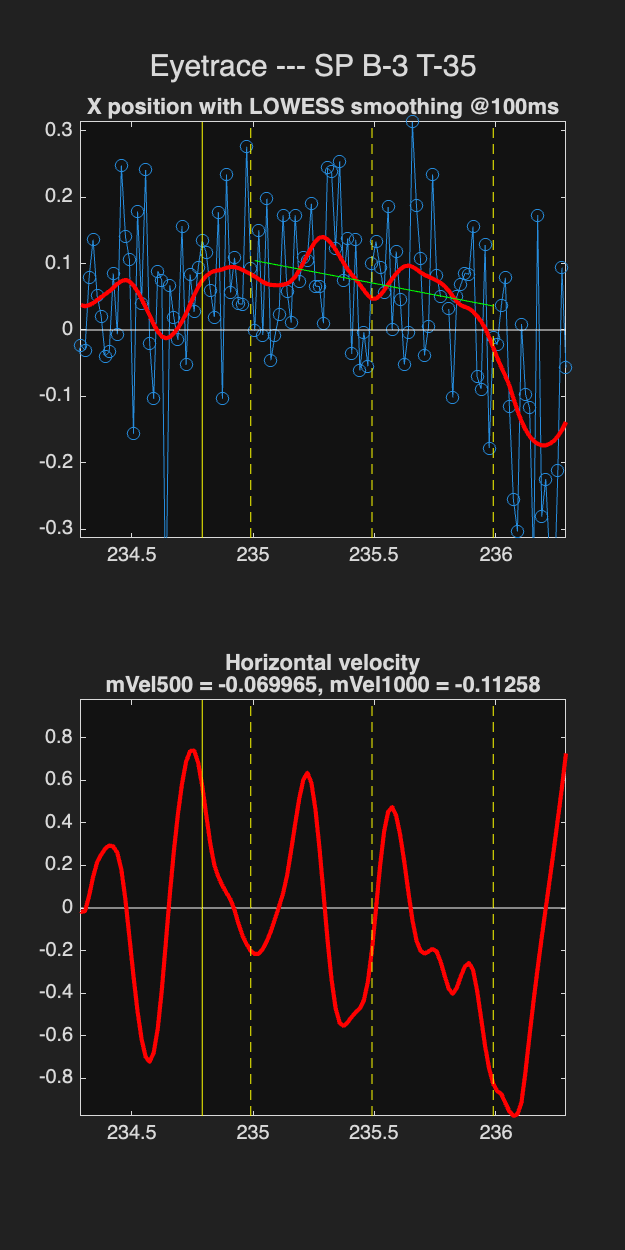 Eyetrace --- SP B-3 T-35
X position with LOWESS smoothing @100ms
0.3
0.2
0.1
0
-0.1
-0.2
-0.3
234.5 235 235.5 236
Horizontal velocity
mVel500 = -0.069965, mVel1000 = -0.11258
0.8
0.6
0.4
0.2
0
-0.2
-0.4
-0.6
-0.8
234.5 235 235.5 236